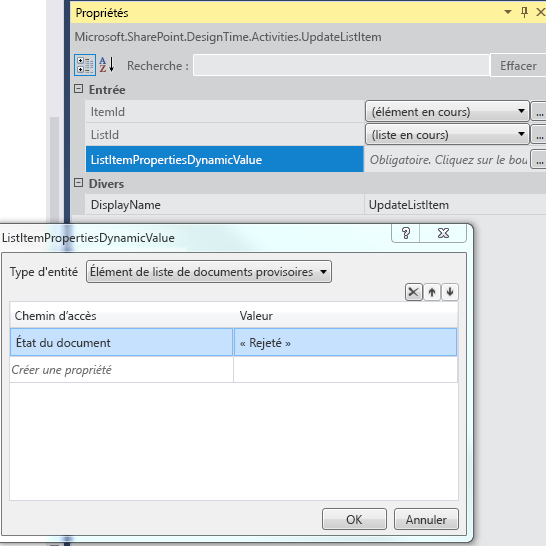 Propriétés
Microsoft.SharePoint.DesignTime.Activities.UpdateListItem
Recherche :
Effacer
Entrée
ItemId
(élément en cours)
...
ListId
(liste en cours)
...
ListItemPropertiesDynamicValue
Obligatoire. Cliquez sur le bou
...
Divers
DisplayName
UpdateListItem
ListItemPropertiesDynamicValue
Type d'entité
Élément de liste de documents provisoires
Chemin d'accès
Valeur
État du document
« Rejeté »
Créer une propriété
OK
Annuler